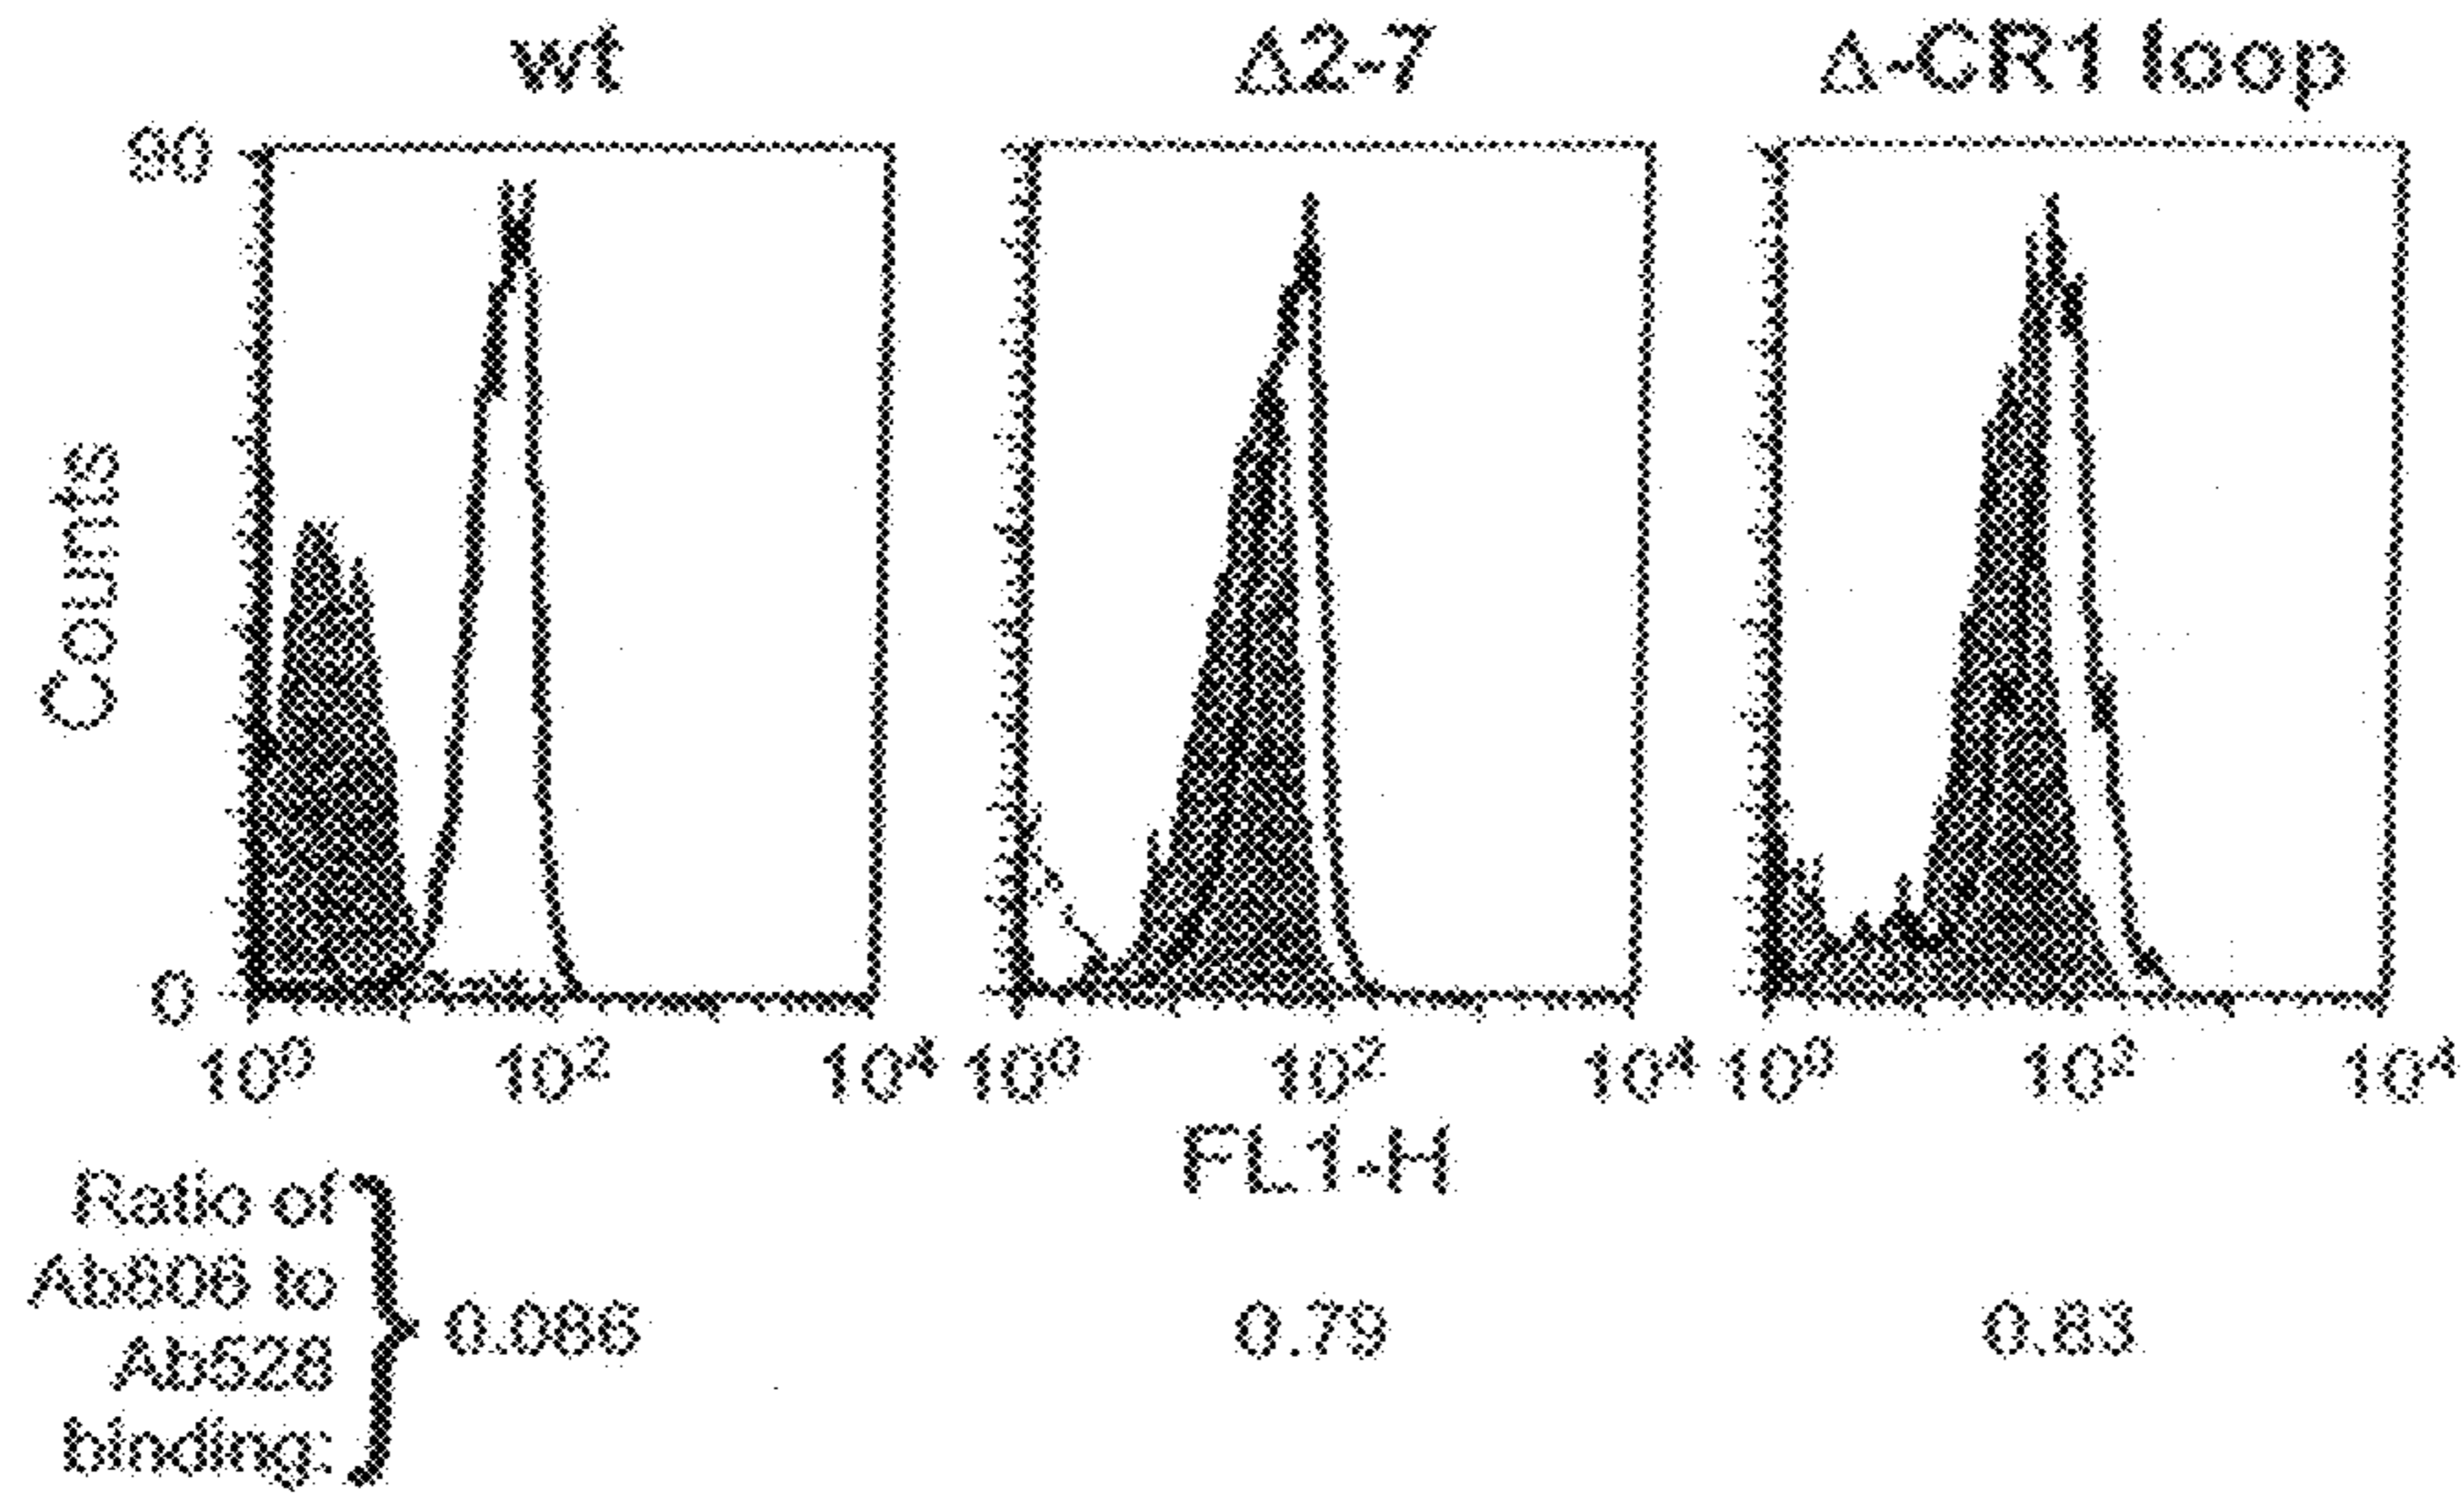 wt Δ2-7 Δ-CR1 loop
80
Counts
0
10⁰ 10² 10⁴ 10⁰ 10² 10⁴ 10⁰ 10² 10⁴
FL1-H
Ratio of
Ab806 to
Ab528
binding:
0.086 0.79 0.83